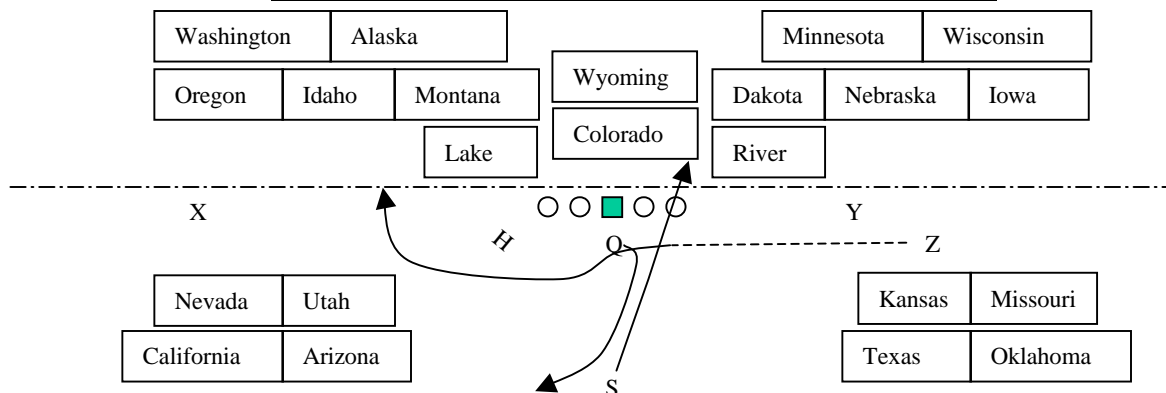 Washington Alaska Minnesota Wisconsin
Wyoming
Oregon Idaho Montana Dakota Nebraska Iowa
Colorado
Lake River
X Y
H Q Z
Nevada Utah Kansas Missouri
California Arizona Texas Oklahoma
S